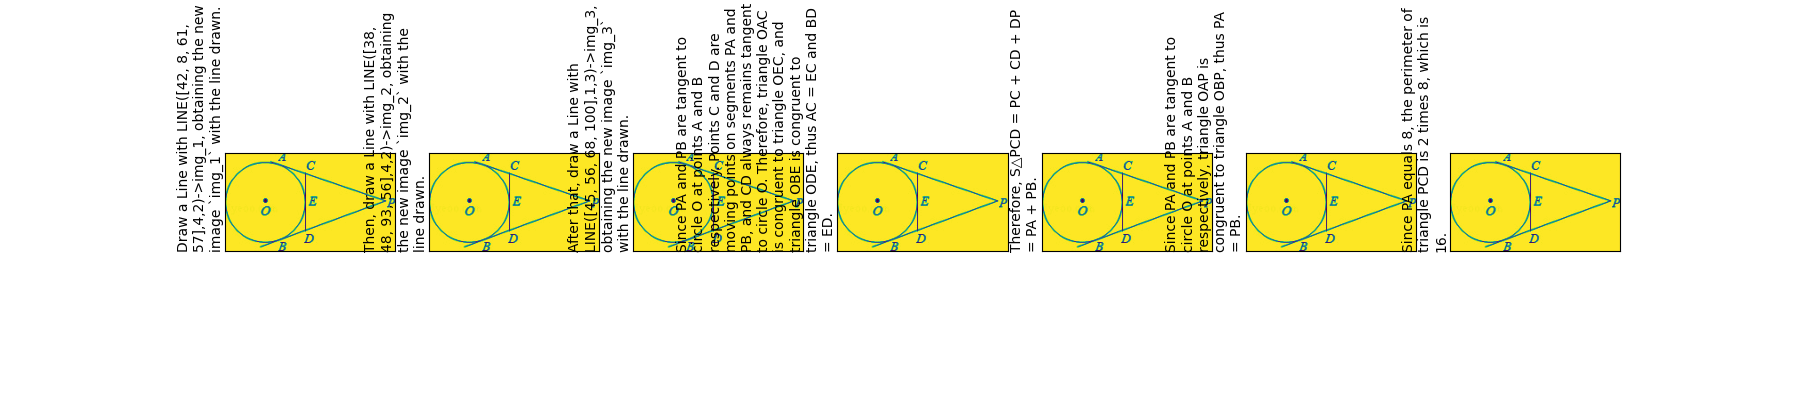 Draw a Line with LINE([42, 8, 61,
57],4,2)->img_1, obtaining the new
image `img_1` with the line drawn.
Then, draw a Line with LINE([38,
48, 93, 56],4,2)->img_2, obtaining
the new image `img_2` with the
line drawn.
After that, draw a Line with
LINE([45, 56, 68, 100],1,3)->img_3,
obtaining the new image `img_3`
with the line drawn.
Since PA and PB are tangent to
circle O at points A and B
respectively, Points C and D are
moving points on segments PA and
PB, and CD always remains tangent
to circle O. Therefore, triangle OAC
is congruent to triangle OEC, and
triangle OBE is congruent to
triangle ODE, thus AC = EC and BD
= ED.
Therefore, S△PCD = PC + CD + DP
= PA + PB.
Since PA and PB are tangent to
circle O at points A and B
respectively, triangle OAP is
congruent to triangle OBP, thus PA
= PB.
Since PA equals 8, the perimeter of
triangle PCD is 2 times 8, which is
16.
A
C
O
E
D
B
A
C
O
E
D
B
A
C
O
E
B
A
C
O
E
P
D
B
A
C
O
E
D
B
A
C
O
E
D
B
A
C
O
E
P
D
B